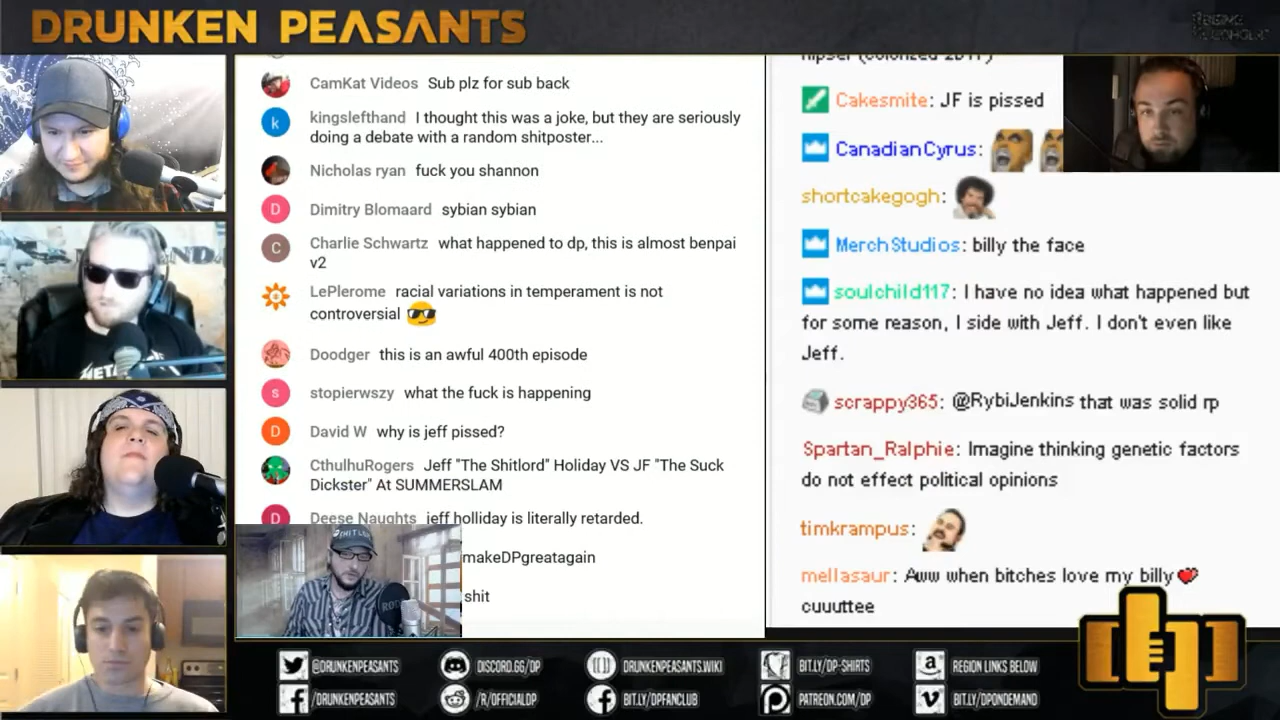 DRUNKEN PEASANTS
CamKat Videos Sub plz for sub back
kingslefthand I thought this was a joke, but they are seriously
doing a debate with a random shitposter...
Nicholas ryan fuck you shannon
D Dimitry Blomaard sybian sybian
C Charlie Schwartz what happened to dp, this is almost benpai
v2
LePlerome racial variations in temperament is not
controversial
Doodger this is an awful 400th episode
s stopierwszy what the fuck is happening
D David W why is jeff pissed?
CthulhuRogers Jeff "The Shitlord" Holiday VS JF "The Suck
Dickster" At SUMMERSLAM
D Deese Naughts jeff holliday is literally retarded.
makeDPgreatagain
shit
Cakesmite: JF is pissed
CanadianCyrus:
shortcakegogh:
MerchStudios: billy the face
soulchild117: I have no idea what happened but
for some reason, I side with Jeff. I don't even like
Jeff.
scrappy365: @RybiJenkins that was solid rp
Spartan_Ralphie: Imagine thinking genetic factors
do not effect political opinions
timkrampus:
mellasaur: Aww when bitches love my billy
cuuuttee
@DRUNKENPEASANTS DISCORD.GG/DP DRUNKENPEASANTS.WIKI BIT.LY/DP-SHIRTS REGION LINKS BELOW
/DRUNKENPEASANTS /R/OFFICIALDP BIT.LY/DPFANCLUB PATREON.COM/DP BIT.LY/DPONDEMAND